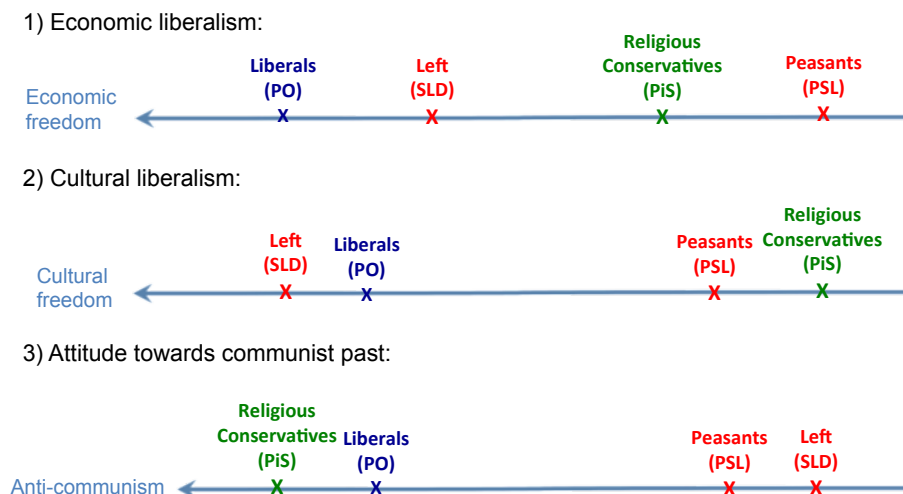 1) Economic liberalism:
Liberals
(PO)
X
Left
(SLD)
X
Religious
Conservatives
(PiS)
X
Peasants
(PSL)
X
Economic
freedom
2) Cultural liberalism:
Left
(SLD)
X
Liberals
(PO)
X
Peasants
(PSL)
X
Religious
Conservatives
(PiS)
X
Cultural
freedom
3) Attitude towards communist past:
Religious
Conservatives
(PiS)
X
Liberals
(PO)
X
Peasants
(PSL)
X
Left
(SLD)
X
Anti-communism